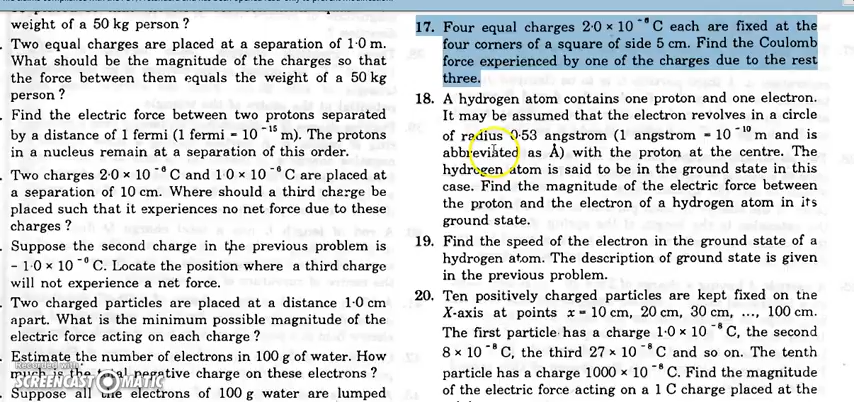 weight of a 50 kg person ?
. Two equal charges are placed at a separation of 1·0 m.
What should be the magnitude of the charges so that
the force between them equals the weight of a 50 kg
person ?
. Find the electric force between two protons separated
by a distance of 1 fermi (1 fermi = 10 ⁻¹⁵ m). The protons
in a nucleus remain at a separation of this order.
. Two charges 2·0 × 10 ⁻⁶ C and 1·0 × 10 ⁻⁶ C are placed at
a separation of 10 cm. Where should a third charge be
placed such that it experiences no net force due to these
charges ?
. Suppose the second charge in the previous problem is
− 1·0 × 10 ⁻⁶ C. Locate the position where a third charge
will not experience a net force.
. Two charged particles are placed at a distance 1·0 cm
apart. What is the minimum possible magnitude of the
electric force acting on each charge ?
. Estimate the number of electrons in 100 g of water. How
much is the total negative charge on these electrons ?
. Suppose all the electrons of 100 g water are lumped
17. Four equal charges 2·0 × 10 ⁻⁶ C each are fixed at the
four corners of a square of side 5 cm. Find the Coulomb
force experienced by one of the charges due to the rest
three.
18. A hydrogen atom contains one proton and one electron.
It may be assumed that the electron revolves in a circle
of radius 0·53 angstrom (1 angstrom = 10 ⁻¹⁰ m and is
abbreviated as Å) with the proton at the centre. The
hydrogen atom is said to be in the ground state in this
case. Find the magnitude of the electric force between
the proton and the electron of a hydrogen atom in its
ground state.
19. Find the speed of the electron in the ground state of a
hydrogen atom. The description of ground state is given
in the previous problem.
20. Ten positively charged particles are kept fixed on the
X-axis at points x = 10 cm, 20 cm, 30 cm, ..., 100 cm.
The first particle has a charge 1·0 × 10 ⁻⁸ C, the second
8 × 10 ⁻⁸ C, the third 27 × 10 ⁻⁸ C and so on. The tenth
particle has a charge 1000 × 10 ⁻⁸ C. Find the magnitude
of the electric force acting on a 1 C charge placed at the
Recorded with
SCREENCAST-O-MATIC